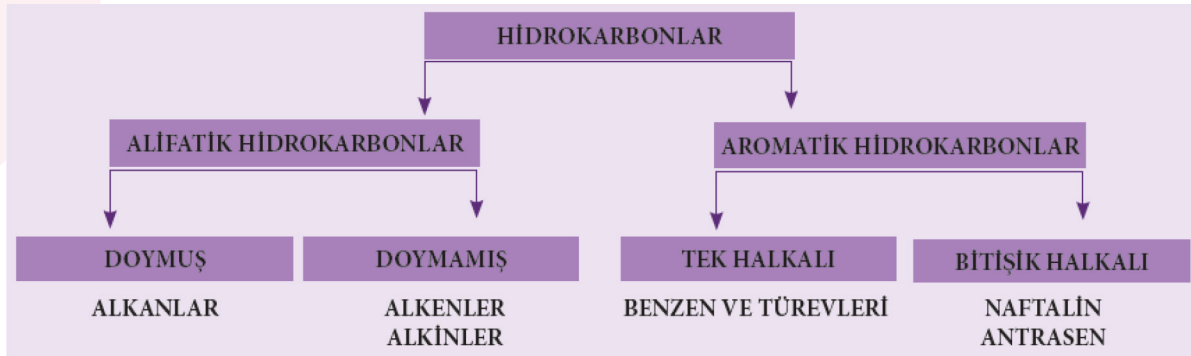 HİDROKARBONLAR
ALİFATİK HİDROKARBONLAR
AROMATİK HİDROKARBONLAR
DOYMUŞ
DOYMAMIŞ
TEK HALKALI
BİTİŞİK HALKALI
ALKANLAR
ALKENLER
ALKİNLER
BENZEN VE TÜREVLERİ
NAFTALİN
ANTRASEN